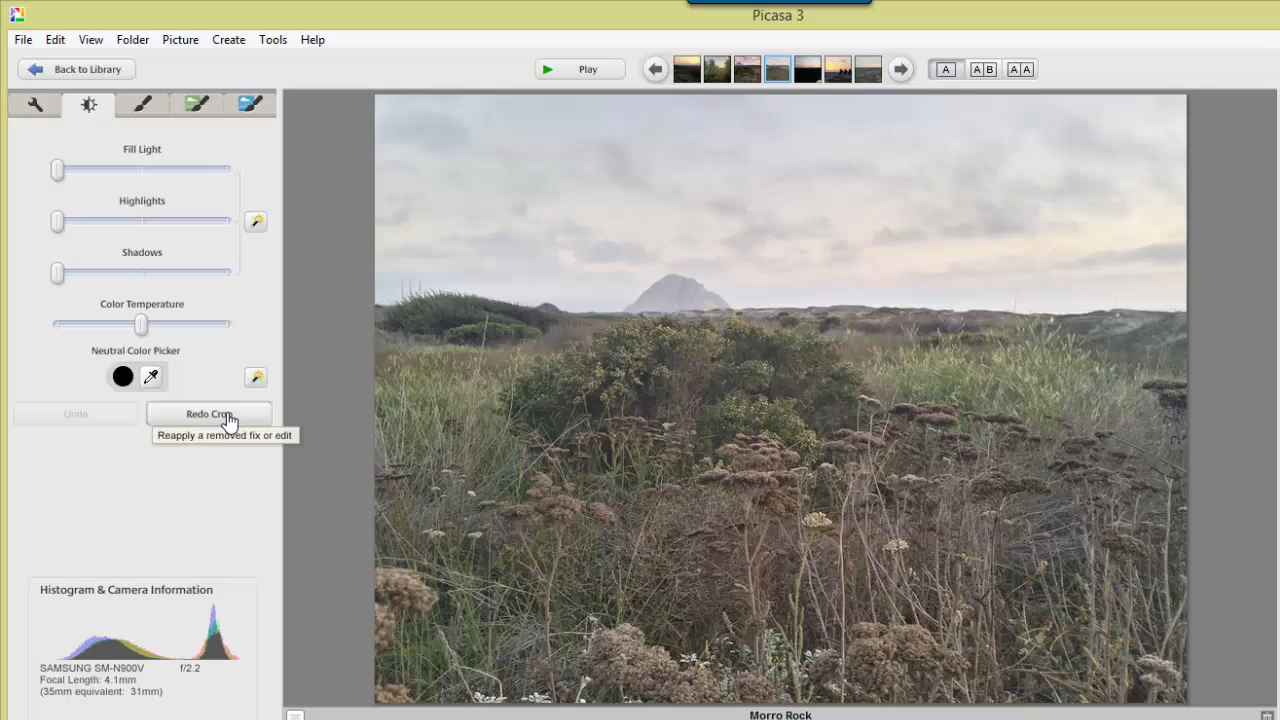 Picasa 3
File Edit View Folder Picture Create Tools Help
Back to Library
Play
A
A B
A A
Fill Light
Highlights
Shadows
Color Temperature
Neutral Color Picker
Undo
Redo Crop
Reapply a removed fix or edit
Histogram & Camera Information
SAMSUNG SM-N900V f/2.2
Focal Length: 4.1mm
(35mm equivalent: 31mm)
Morro Rock